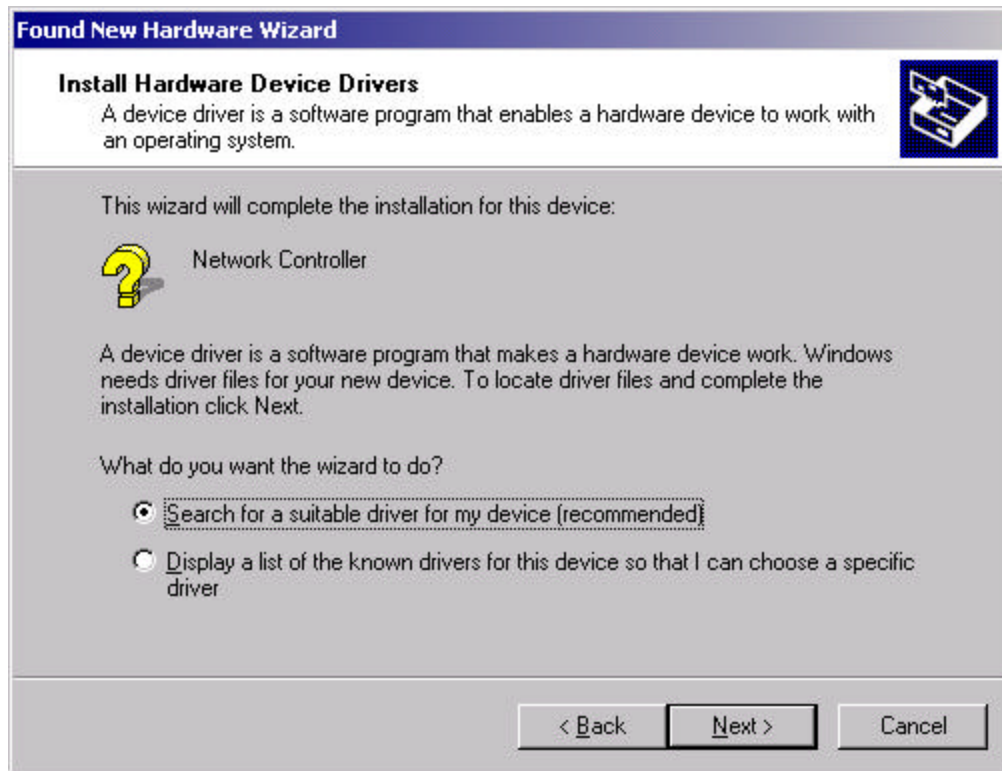 Found New Hardware Wizard
Install Hardware Device Drivers
A device driver is a software program that enables a hardware device to work with
an operating system.
This wizard will complete the installation for this device:
Network Controller
A device driver is a software program that makes a hardware device work. Windows
needs driver files for your new device. To locate driver files and complete the
installation click Next.
What do you want the wizard to do?
Search for a suitable driver for my device (recommended)
Display a list of the known drivers for this device so that I can choose a specific
driver
< Back
Next >
Cancel